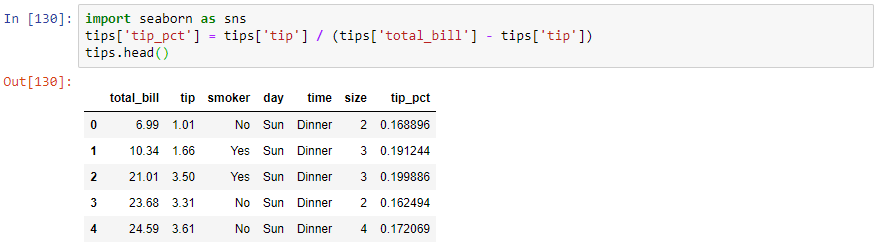 In [130]: import seaborn as sns
tips['tip_pct'] = tips['tip'] / (tips['total_bill'] - tips['tip'])
tips.head()
Out[130]:
total_bill tip smoker day time size tip_pct
0 6.99 1.01 No Sun Dinner 2 0.168896
1 10.34 1.66 Yes Sun Dinner 3 0.191244
2 21.01 3.50 Yes Sun Dinner 3 0.199886
3 23.68 3.31 No Sun Dinner 2 0.162494
4 24.59 3.61 No Sun Dinner 4 0.172069